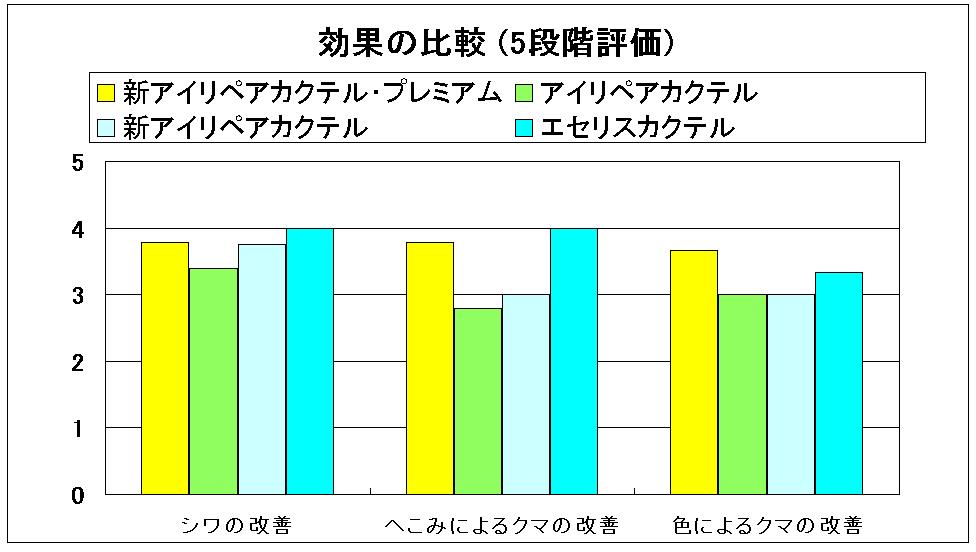 効果の比較 (5段階評価)
新アイリペアカクテル・プレミアム アイリペアカクテル
新アイリペアカクテル エセリスカクテル
5
4
3
2
1
0
シワの改善 へこみによるクマの改善 色によるクマの改善